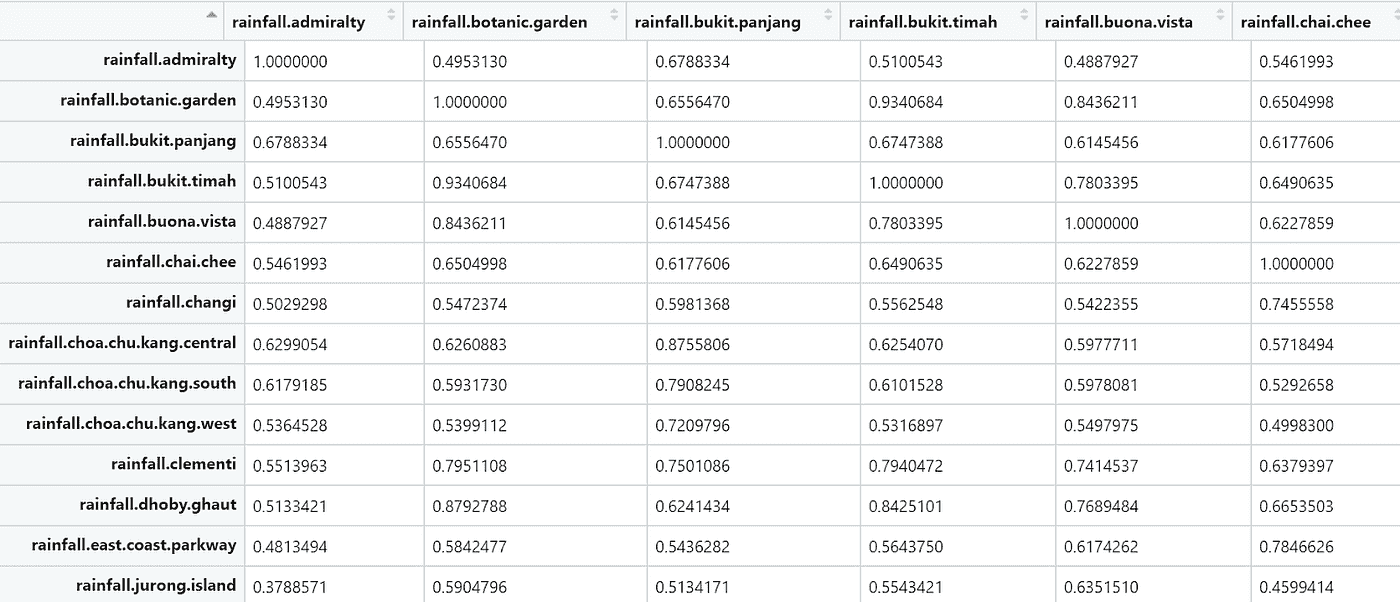 rainfall.admiralty rainfall.botanic.garden rainfall.bukit.panjang rainfall.bukit.timah rainfall.buona.vista rainfall.chai.chee
rainfall.admiralty 1.0000000 0.4953130 0.6788334 0.5100543 0.4887927 0.5461993
rainfall.botanic.garden 0.4953130 1.0000000 0.6556470 0.9340684 0.8436211 0.6504998
rainfall.bukit.panjang 0.6788334 0.6556470 1.0000000 0.6747388 0.6145456 0.6177606
rainfall.bukit.timah 0.5100543 0.9340684 0.6747388 1.0000000 0.7803395 0.6490635
rainfall.buona.vista 0.4887927 0.8436211 0.6145456 0.7803395 1.0000000 0.6227859
rainfall.chai.chee 0.5461993 0.6504998 0.6177606 0.6490635 0.6227859 1.0000000
rainfall.changi 0.5029298 0.5472374 0.5981368 0.5562548 0.5422355 0.7455558
rainfall.choa.chu.kang.central 0.6299054 0.6260883 0.8755806 0.6254070 0.5977711 0.5718494
rainfall.choa.chu.kang.south 0.6179185 0.5931730 0.7908245 0.6101528 0.5978081 0.5292658
rainfall.choa.chu.kang.west 0.5364528 0.5399112 0.7209796 0.5316897 0.5497975 0.4998300
rainfall.clementi 0.5513963 0.7951108 0.7501086 0.7940472 0.7414537 0.6379397
rainfall.dhoby.ghaut 0.5133421 0.8792788 0.6241434 0.8425101 0.7689484 0.6653503
rainfall.east.coast.parkway 0.4813494 0.5842477 0.5436282 0.5643750 0.6174262 0.7846626
rainfall.jurong.island 0.3788571 0.5904796 0.5134171 0.5543421 0.6351510 0.4599414